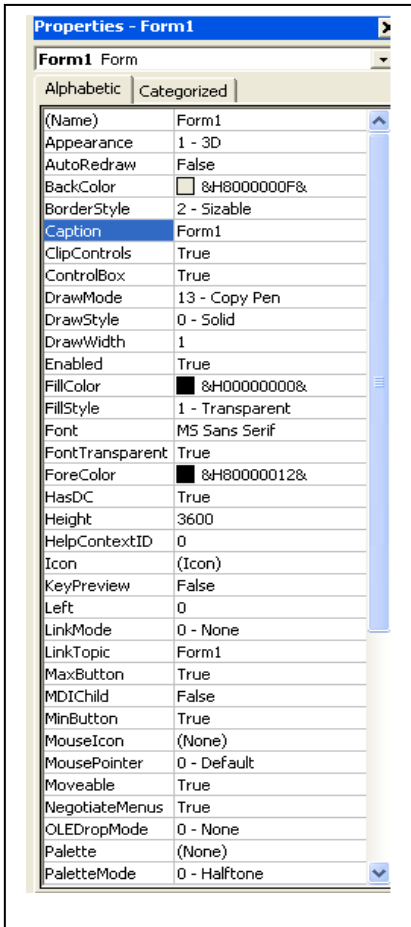 Properties - Form1
Form1 Form
Alphabetic Categorized
(Name) Form1
Appearance 1 - 3D
AutoRedraw False
BackColor &H8000000F&
BorderStyle 2 - Sizable
Caption Form1
ClipControls True
ControlBox True
DrawMode 13 - Copy Pen
DrawStyle 0 - Solid
DrawWidth 1
Enabled True
FillColor &H00000000&
FillStyle 1 - Transparent
Font MS Sans Serif
FontTransparent True
ForeColor &H80000012&
HasDC True
Height 3600
HelpContextID 0
Icon (Icon)
KeyPreview False
Left 0
LinkMode 0 - None
LinkTopic Form1
MaxButton True
MDIChild False
MinButton True
MouseIcon (None)
MousePointer 0 - Default
Moveable True
NegotiateMenus True
OLEDropMode 0 - None
Palette (None)
PaletteMode 0 - Halftone